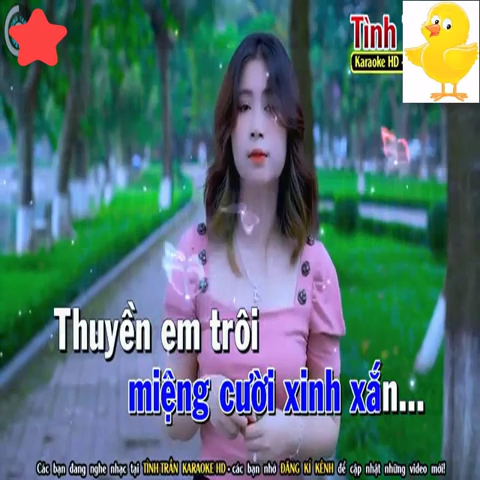 Tình
Karaoke HD -
Thuyền em trôi
miệng cười xinh xắn...
Các bạn đang nghe nhạc tại TÌNH TRẦN KARAOKE HD - các bạn nhớ ĐĂNG KÍ KÊNH để cập nhật những video mới!